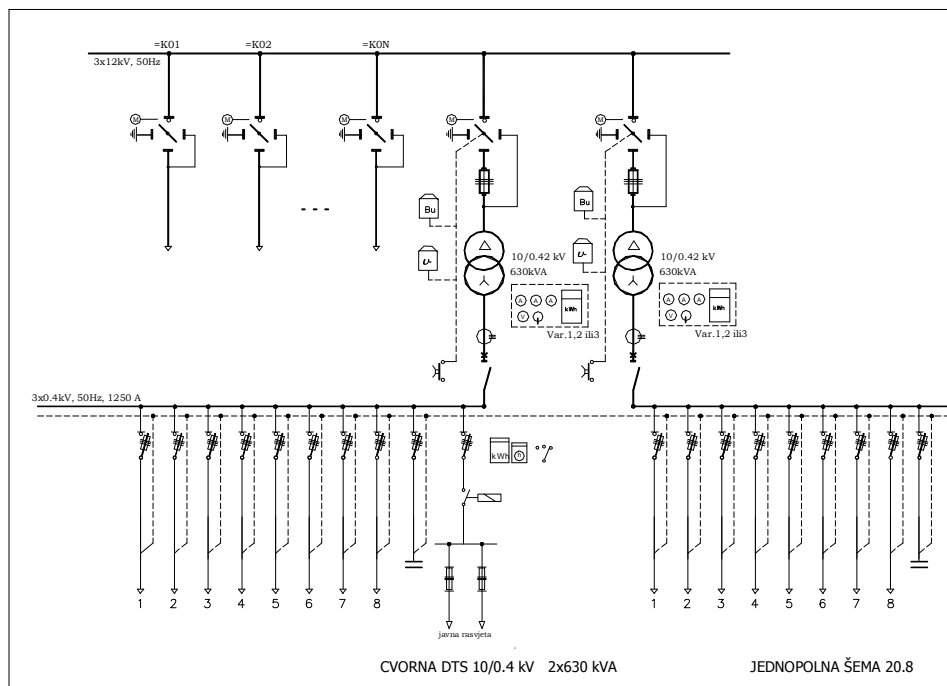 =K01 =K02 =K0N
3x12kV, 50Hz
M M M M M
Bu Bu
10/0.42 kV 10/0.42 kV
630kVA 630kVA
A A A kWh A A A kWh
V V
Var.1,2 ili3 Var.1,2 ili3
3x0.4kV, 50Hz, 1250 A
kWh
1 2 3 4 5 6 7 8 1 2 3 4 5 6 7 8
javna rasvjeta
CVORNA DTS 10/0.4 kV 2x630 kVA JEDNOPOLNA ŠEMA 20.8